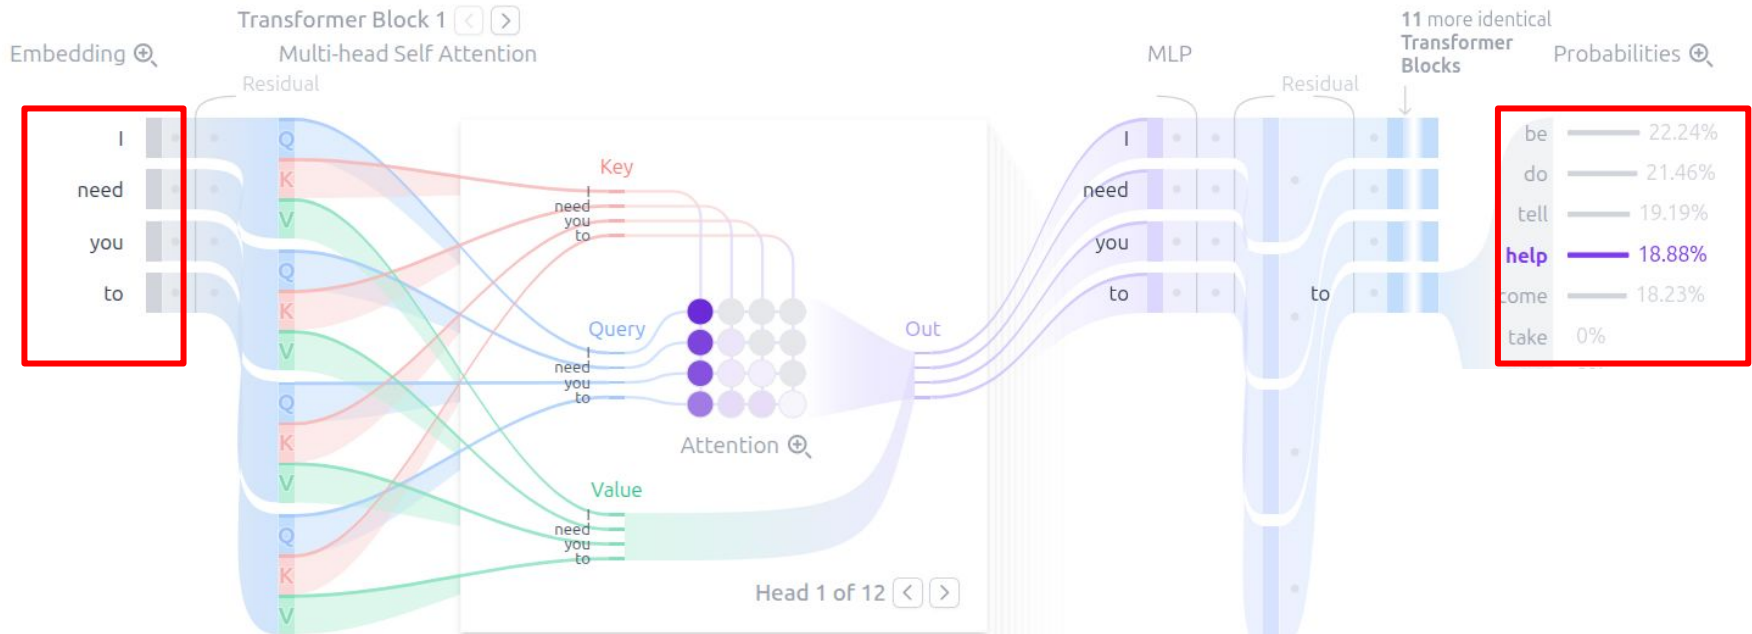 Transformer Block 1
11 more identical
Transformer
Blocks
Embedding
Multi-head Self Attention
MLP
Probabilities
Residual
Residual
I
need
you
to
Q
K
V
Q
K
V
Q
K
V
Q
K
V
Key
I
need
you
to
Query
I
need
you
to
Attention
Value
I
need
you
to
Out
Head 1 of 12
I
need
you
to
to
be 22.24%
do 21.46%
tell 19.19%
help 18.88%
come 18.23%
take 0%